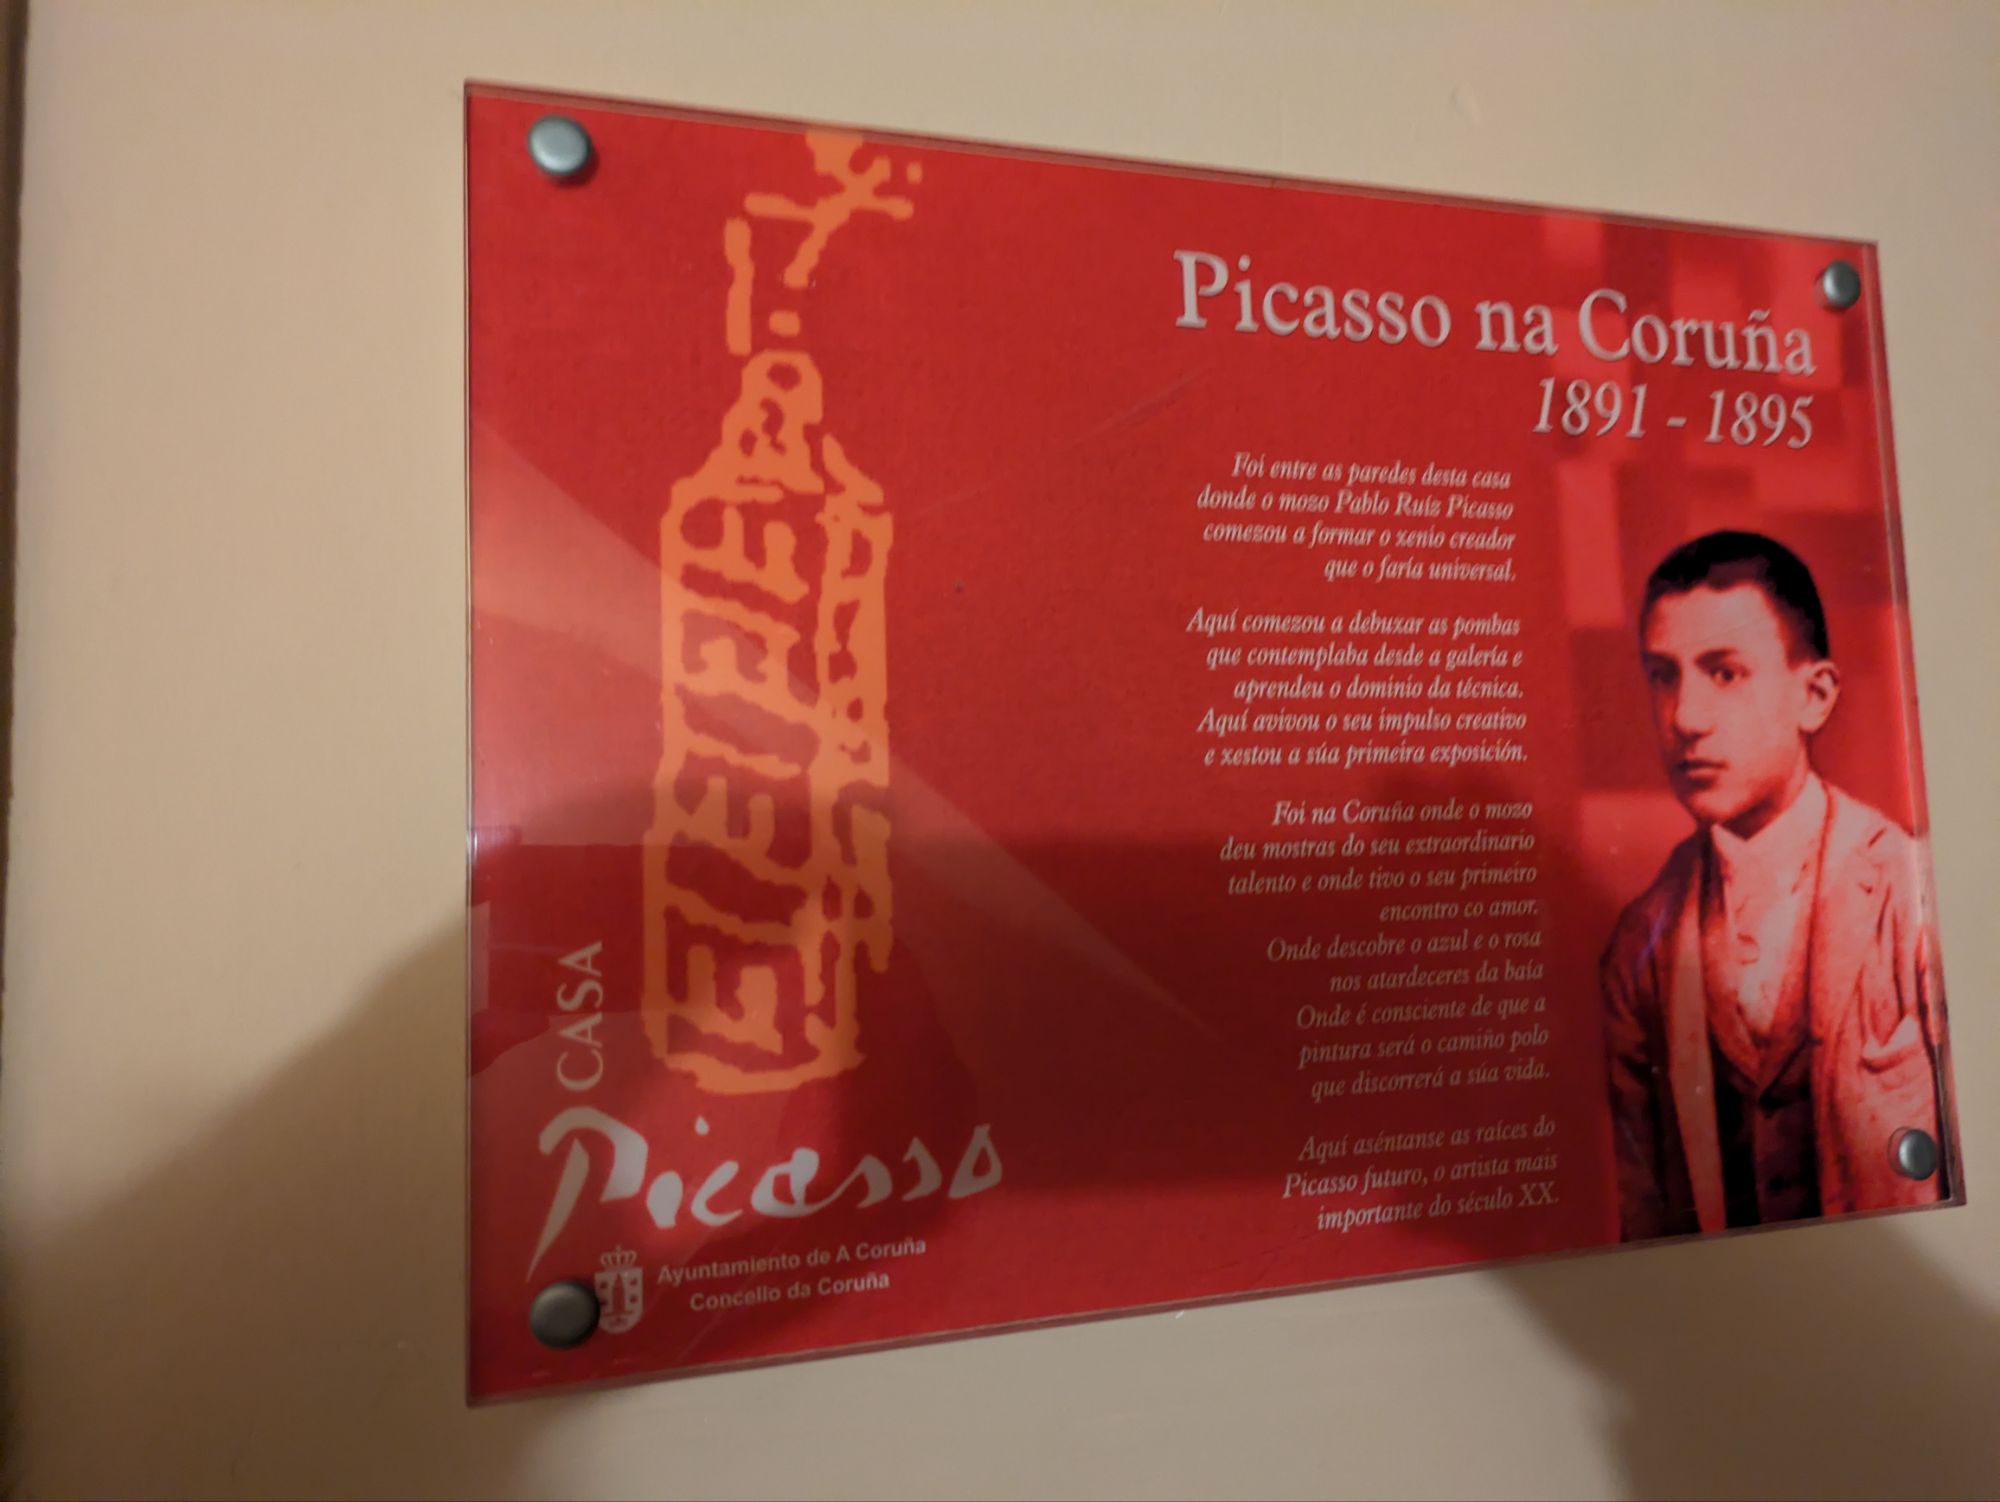 Picasso na Coruña
1891 - 1895
Foi entre as paredes desta casa
donde o mozo Pablo Ruíz Picasso
comezou a formar o xenio creador
que o faría universal.
Aquí comezou a debuxar as pombas
que contemplaba desde a galería e
aprendeu o dominio da técnica.
Aquí avivou o seu impulso creativo
e xestou a súa primeira exposición.
Foi na Coruña onde o mozo
deu mostras do seu extraordinario
talento e onde tivo o seu primeiro
encontro co amor.
Onde descobre o azul e o rosa
nos atardeceres da baía
Onde é consciente de que a
pintura será o camiño polo
que discorrerá a súa vida.
Aquí aséntanse as raíces do
Picasso futuro, o artista mais
importante do século XX.
CASA
Picasso
Ayuntamiento de A Coruña
Concello da Coruña